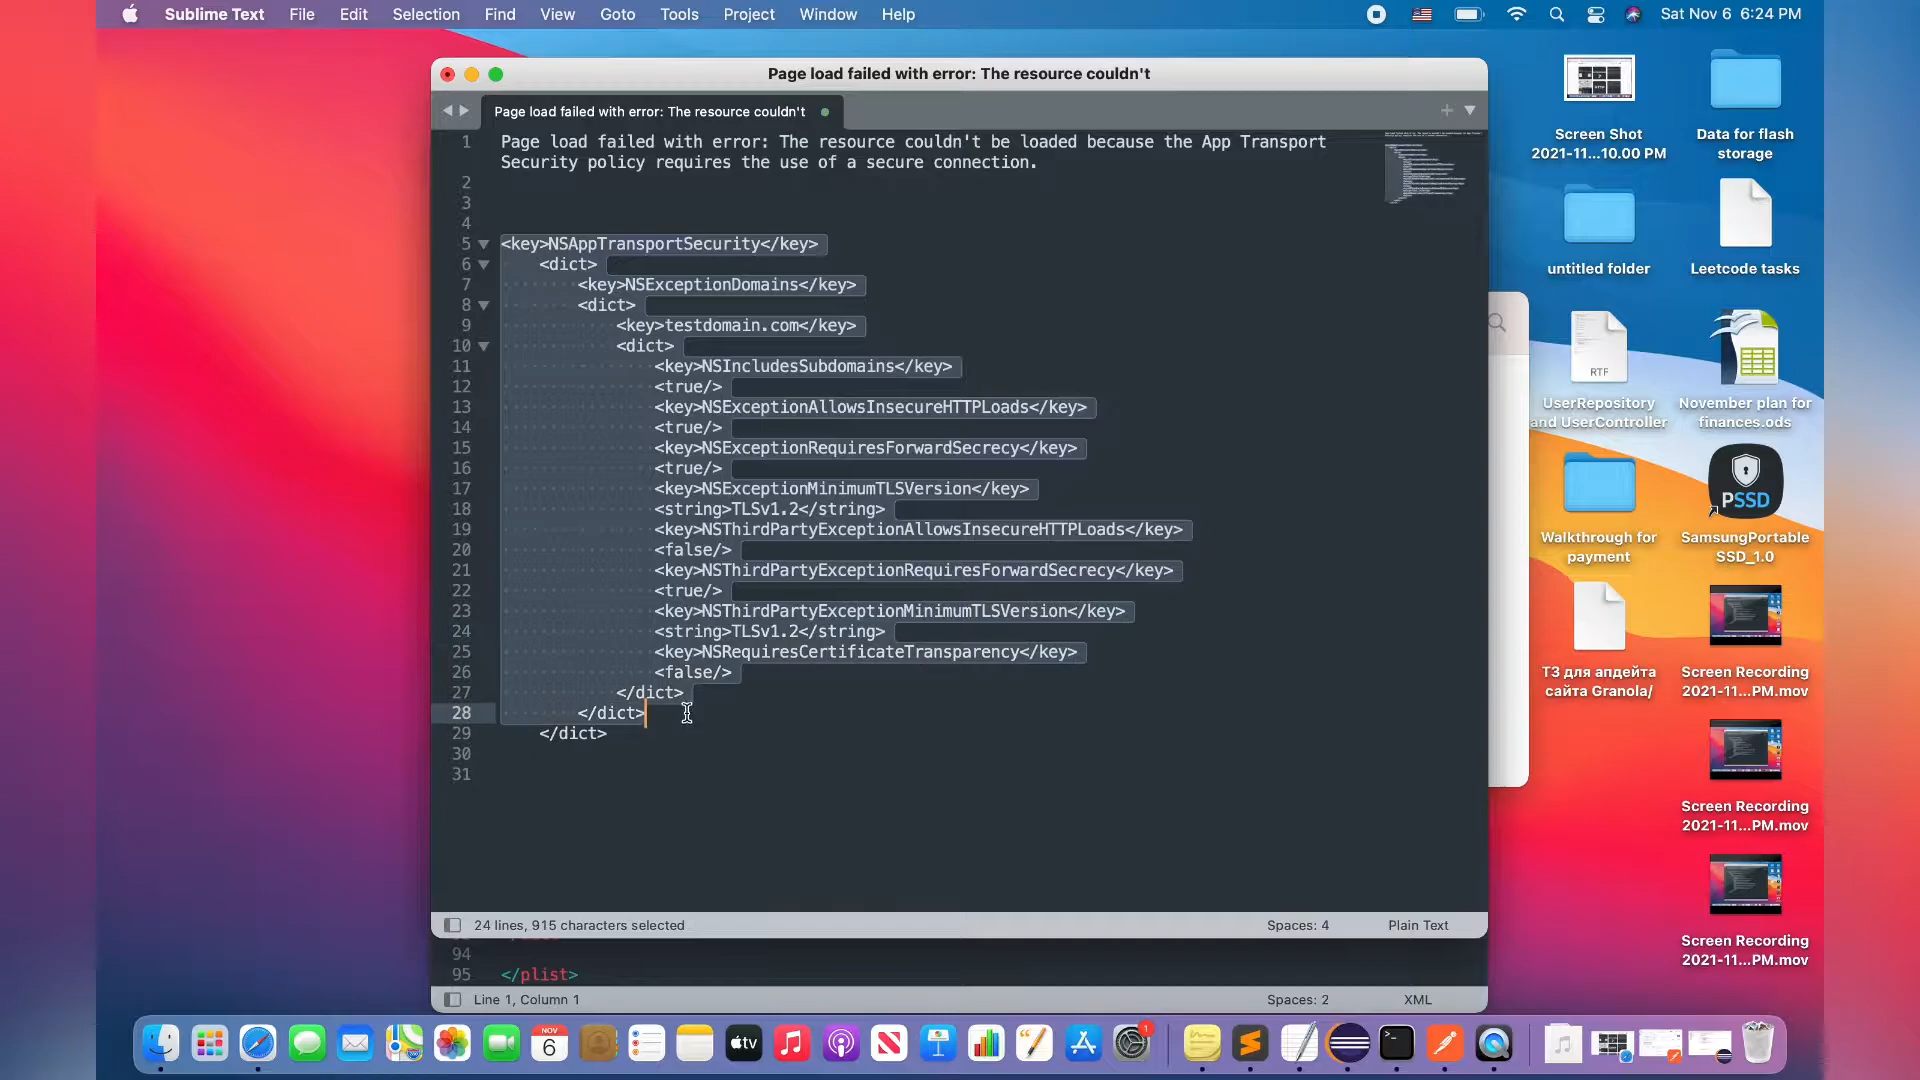 Sublime Text File Edit Selection Find View Goto Tools Project Window Help
Sat Nov 6 6:24 PM
Page load failed with error: The resource couldn't
Page load failed with error: The resource couldn't
1 Page load failed with error: The resource couldn't be loaded because the App Transport
Security policy requires the use of a secure connection.
2
3
4
5 <key>NSAppTransportSecurity</key>
6 <dict>
7 <key>NSExceptionDomains</key>
8 <dict>
9 <key>testdomain.com</key>
10 <dict>
11 <key>NSIncludesSubdomains</key>
12 <true/>
13 <key>NSExceptionAllowsInsecureHTTPLoads</key>
14 <true/>
15 <key>NSExceptionRequiresForwardSecrecy</key>
16 <true/>
17 <key>NSExceptionMinimumTLSVersion</key>
18 <string>TLSv1.2</string>
19 <key>NSThirdPartyExceptionAllowsInsecureHTTPLoads</key>
20 <false/>
21 <key>NSThirdPartyExceptionRequiresForwardSecrecy</key>
22 <true/>
23 <key>NSThirdPartyExceptionMinimumTLSVersion</key>
24 <string>TLSv1.2</string>
25 <key>NSRequiresCertificateTransparency</key>
26 <false/>
27 </dict>
28 </dict>
29 </dict>
30
31
24 lines, 915 characters selected
Spaces: 4
Plain Text
94
95 </plist>
Line 1, Column 1
Spaces: 2
XML
Screen Shot
2021-11...10.00 PM
Data for flash
storage
untitled folder
Leetcode tasks
RTF
UserRepository
and UserController
November plan for
finances.ods
Walkthrough for
payment
PSSD
SamsungPortable
SSD_1.0
ТЗ для апдейта
сайта Granola/
Screen Recording
2021-11...PM.mov
Screen Recording
2021-11...PM.mov
Screen Recording
2021-11...PM.mov
NOV
6
tv
1